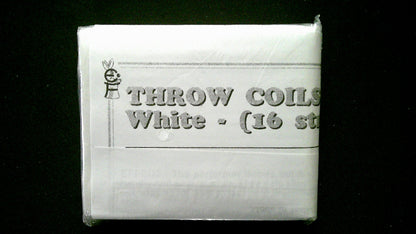 THROW COILS
White - (16 st